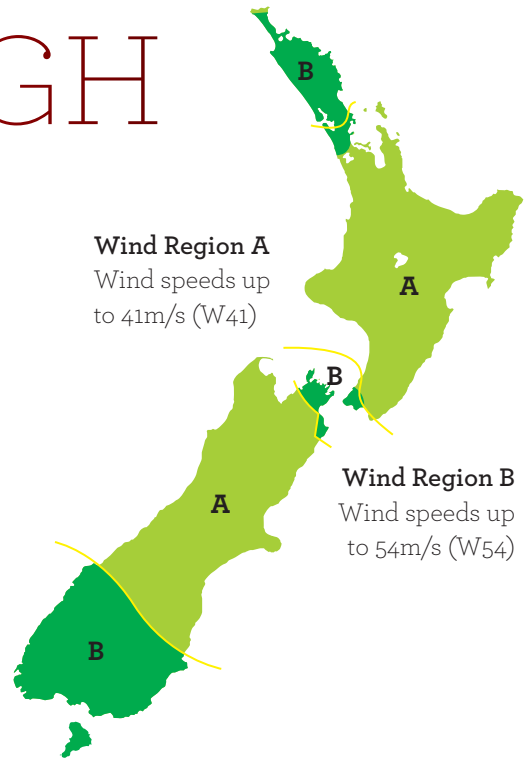 GH
B
Wind Region A
Wind speeds up
to 41m/s (W41)
A
B
Wind Region B
Wind speeds up
to 54m/s (W54)
A
B